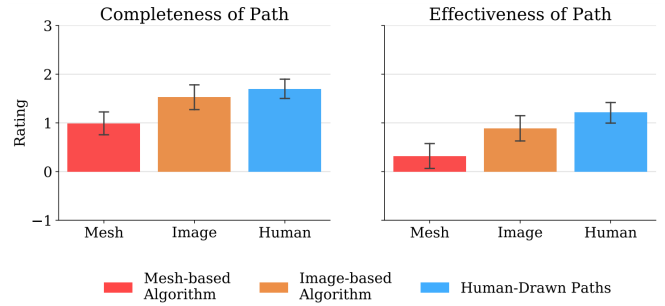 Completeness of Path
Effectiveness of Path
Rating
3
2
1
0
−1
Mesh
Image
Human
Mesh
Image
Human
Mesh-based
Algorithm
Image-based
Algorithm
Human-Drawn Paths